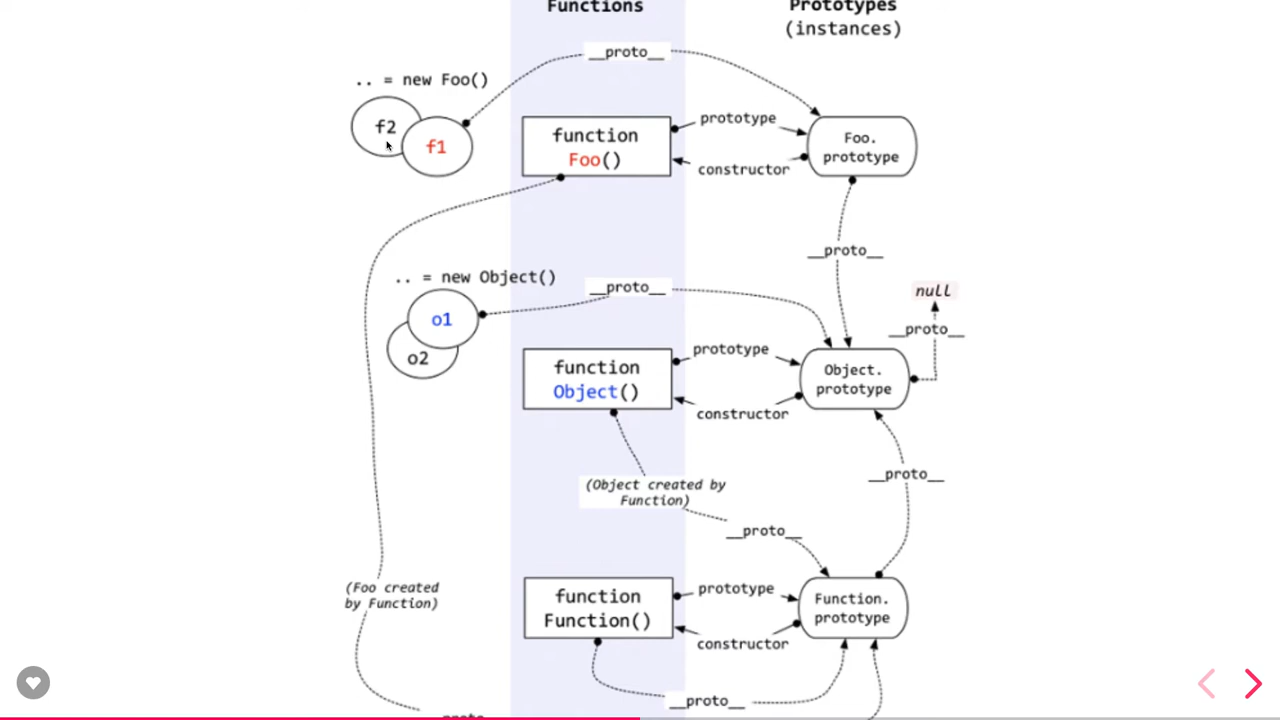 Functions
Prototypes
(instances)
__proto__
.. = new Foo()
f2
f1
function
Foo()
prototype
constructor
Foo.
prototype
__proto__
.. = new Object()
__proto__
null
__proto__
o1
o2
function
Object()
prototype
constructor
Object.
prototype
(Object created by
Function)
__proto__
__proto__
(Foo created
by Function)
function
Function()
prototype
constructor
Function.
prototype
__proto__
proto